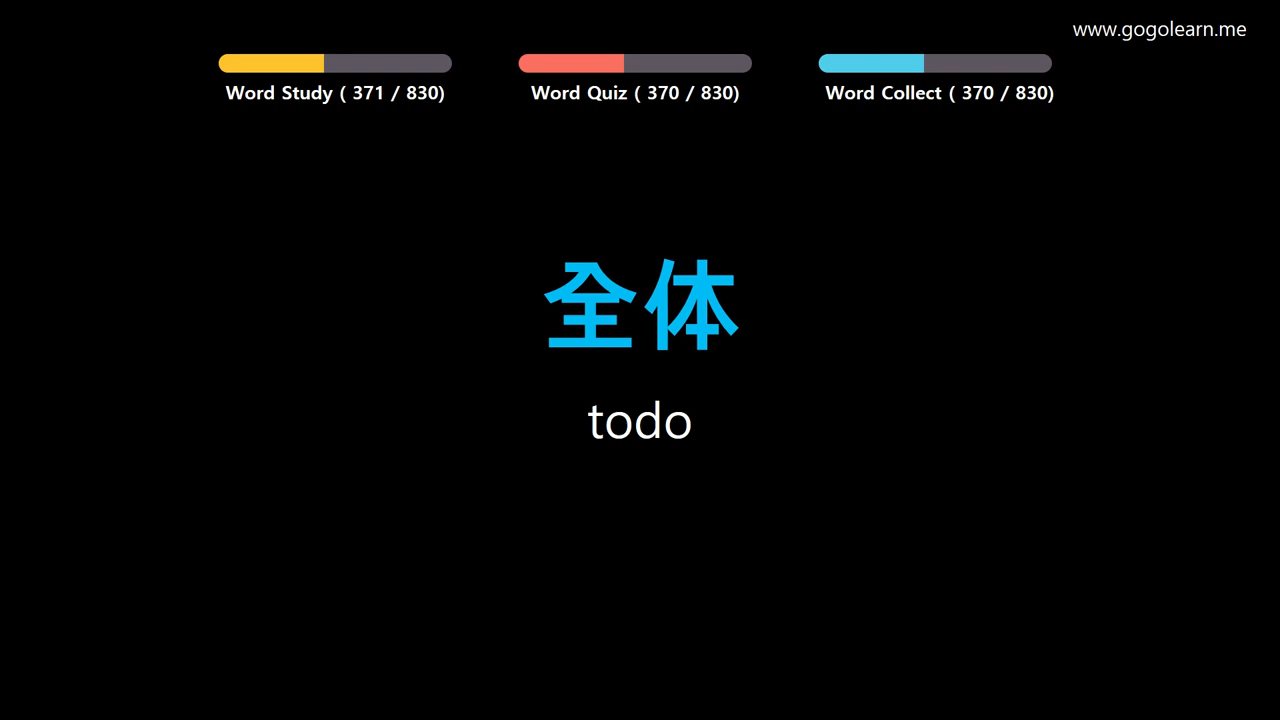 www.gogolearn.me
Word Study ( 371 / 830)
Word Quiz ( 370 / 830)
Word Collect ( 370 / 830)
全体
todo